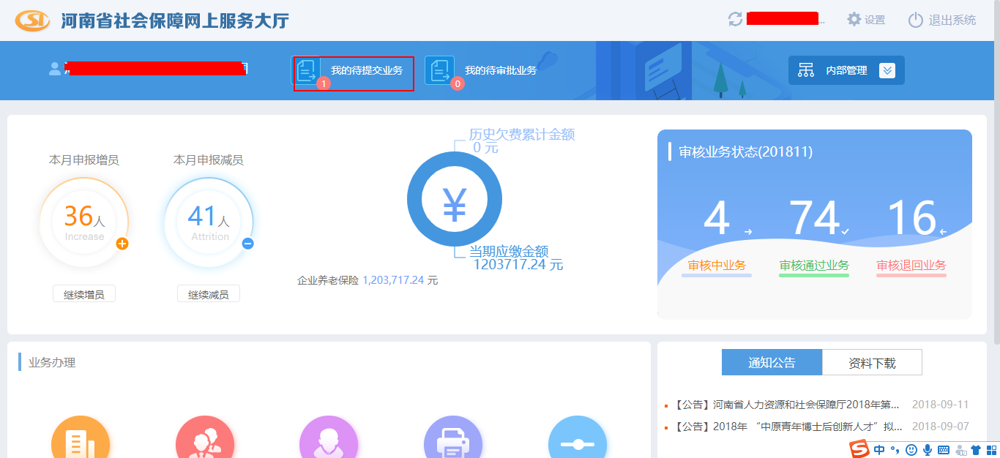 河南省社会保障网上服务大厅
...
设置
退出系统
我的待提交业务
1
我的待审批业务
0
内部管理
本月申报增员
36人
Increase
继续增员
本月申报减员
41人
Attrition
继续减员
历史欠费累计金额
0 元
¥
当期应缴金额
1203717.24 元
企业养老保险 1,203,717.24 元
审核业务状态(201811)
4
74
16
审核中业务
审核通过业务
审核退回业务
业务办理
通知公告
资料下载
【公告】河南省人力资源和社会保障厅2018年第... 2018-09-11
【公告】2018年 “中原青年博士后创新人才”拟... 2018-09-07
中